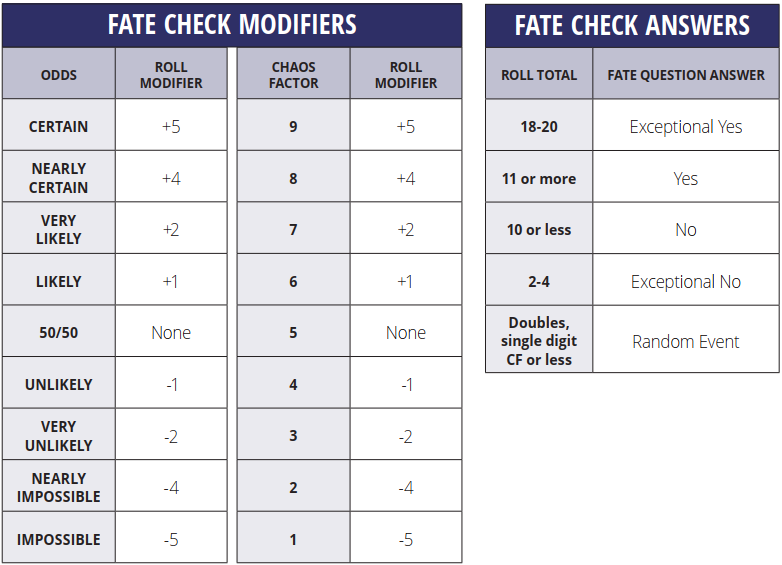 FATE CHECK MODIFIERS
ODDS
ROLL
MODIFIER
CHAOS
FACTOR
ROLL
MODIFIER
CERTAIN
+5
9
+5
NEARLY
CERTAIN
+4
8
+4
VERY
LIKELY
+2
7
+2
LIKELY
+1
6
+1
50/50
None
5
None
UNLIKELY
-1
4
-1
VERY
UNLIKELY
-2
3
-2
NEARLY
IMPOSSIBLE
-4
2
-4
IMPOSSIBLE
-5
1
-5
FATE CHECK ANSWERS
ROLL TOTAL
FATE QUESTION ANSWER
18-20
Exceptional Yes
11 or more
Yes
10 or less
No
2-4
Exceptional No
Doubles,
single digit
CF or less
Random Event